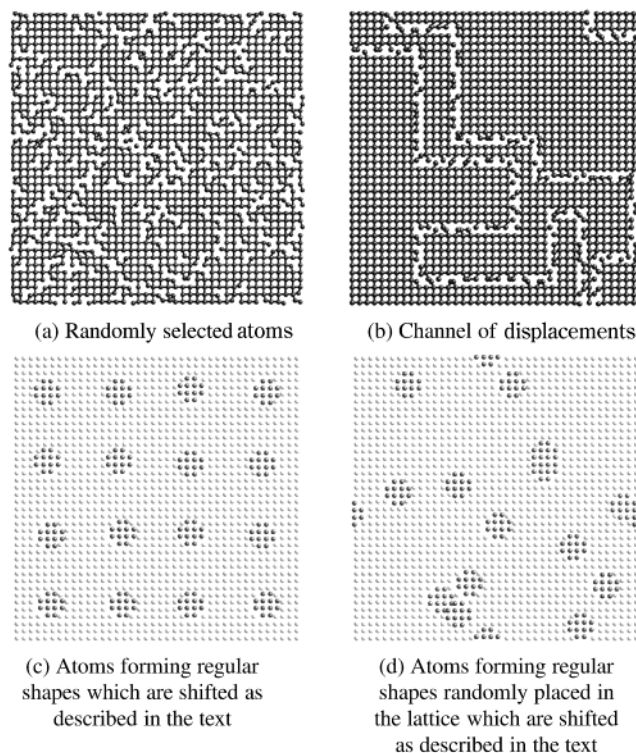 (a) Randomly selected atoms
(b) Channel of displacements
(c) Atoms forming regular
shapes which are shifted as
described in the text
(d) Atoms forming regular
shapes randomly placed in
the lattice which are shifted
as described in the text